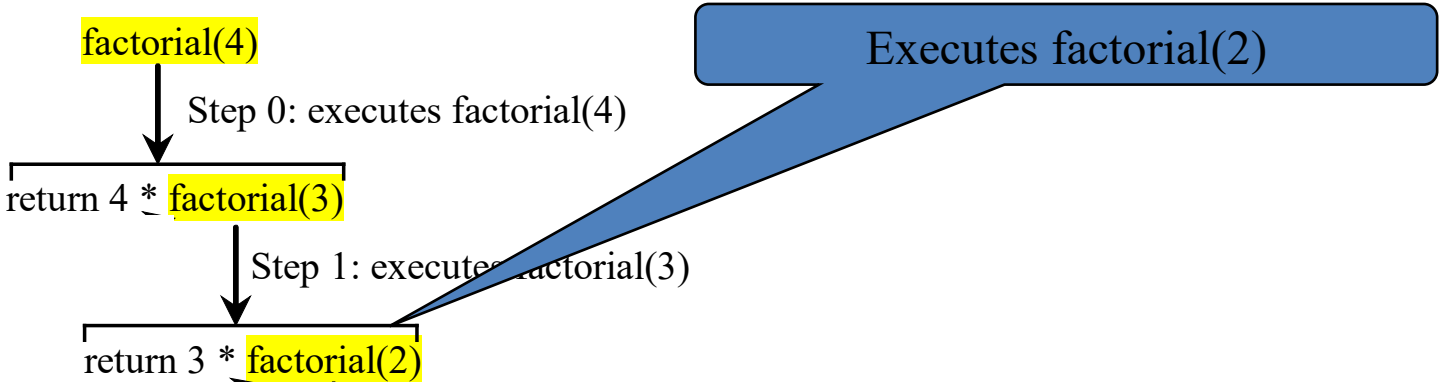 factorial(4)
Executes factorial(2)
Step 0: executes factorial(4)
return 4 * factorial(3)
Step 1: executes factorial(3)
return 3 * factorial(2)